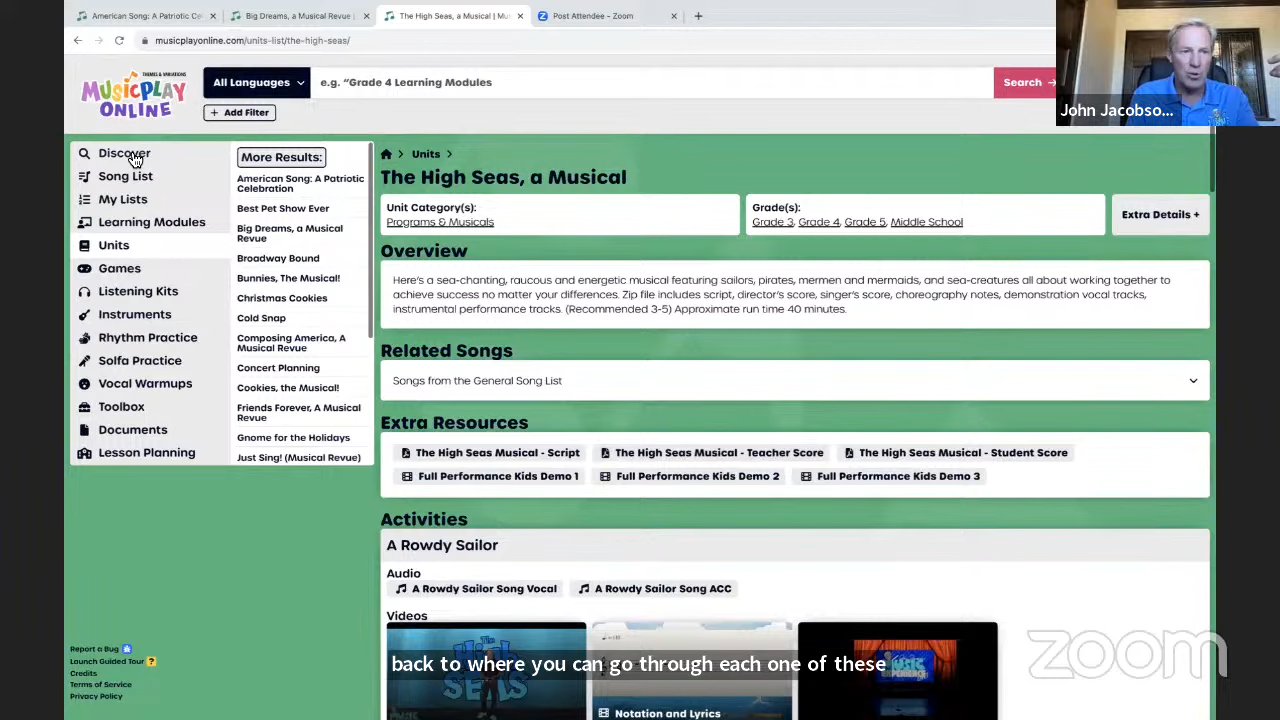 American Song: A Patriotic Ce
Big Dreams, a Musical Revue |
The High Seas, a Musical | Mus
Post Attendee - Zoom
musicplayonline.com/units-list/the-high-seas/
THEMES & VARIATIONS
MUSICPLAY
ONLINE
All Languages
e.g. "Grade 4 Learning Modules
Search →
+ Add Filter
John Jacobso...
Discover
Song List
My Lists
Learning Modules
Units
Games
Listening Kits
Instruments
Rhythm Practice
Solfa Practice
Vocal Warmups
Toolbox
Documents
Lesson Planning
More Results:
American Song: A Patriotic
Celebration
Best Pet Show Ever
Big Dreams, a Musical
Revue
Broadway Bound
Bunnies, The Musical!
Christmas Cookies
Cold Snap
Composing America, A
Musical Revue
Concert Planning
Cookies, the Musical!
Friends Forever, A Musical
Revue
Gnome for the Holidays
Just Sing! (Musical Revue)
Units
The High Seas, a Musical
Unit Category(s):
Programs & Musicals
Grade(s):
Grade 3, Grade 4, Grade 5, Middle School
Extra Details +
Overview
Here's a sea-chanting, raucous and energetic musical featuring sailors, pirates, mermen and mermaids, and sea-creatures all about working together to
achieve success no matter your differences. Zip file includes script, director's score, singer's score, choreography notes, demonstration vocal tracks,
instrumental performance tracks. (Recommended 3-5) Approximate run time 40 minutes.
Related Songs
Songs from the General Song List
Extra Resources
The High Seas Musical - Script
The High Seas Musical - Teacher Score
The High Seas Musical - Student Score
Full Performance Kids Demo 1
Full Performance Kids Demo 2
Full Performance Kids Demo 3
Activities
A Rowdy Sailor
Audio
A Rowdy Sailor Song Vocal
A Rowdy Sailor Song ACC
Videos
The High
SEAS
MUSIC
EXPERIENCE
back to where you can go through each one of these
Notation and Lyrics
zoom
Report a Bug
Launch Guided Tour ?
Credits
Terms of Service
Privacy Policy